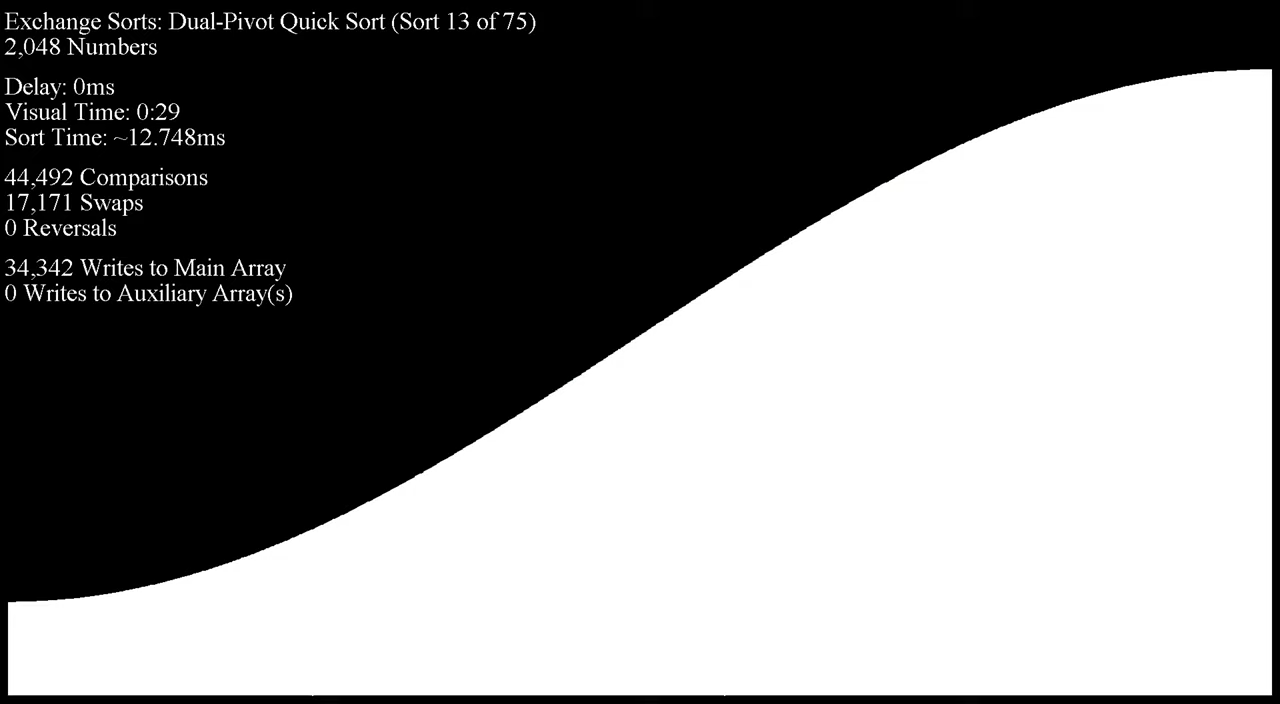 Exchange Sorts: Dual-Pivot Quick Sort (Sort 13 of 75)
2,048 Numbers
Delay: 0ms
Visual Time: 0:29
Sort Time: ~12.748ms
44,492 Comparisons
17,171 Swaps
0 Reversals
34,342 Writes to Main Array
0 Writes to Auxiliary Array(s)